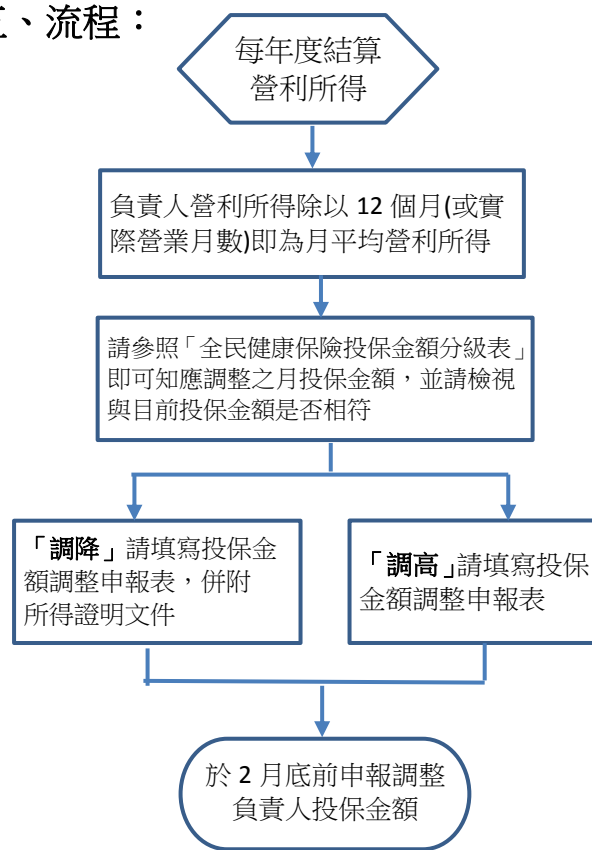 、流程：
每年度結算
營利所得
負責人營利所得除以 12 個月(或實
際營業月數)即為月平均營利所得
請參照「全民健康保險投保金額分級表」
即可知應調整之月投保金額，並請檢視
與目前投保金額是否相符
「調降」請填寫投保金
額調整申報表，併附
所得證明文件
「調高」請填寫投保
金額調整申報表
於 2 月底前申報調整
負責人投保金額